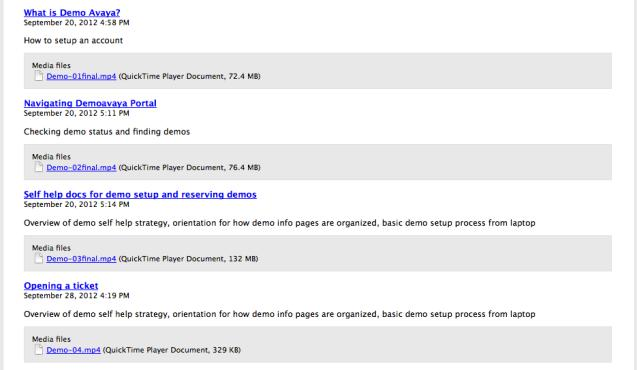 What is Demo Avaya?
September 20, 2012 4:58 PM
How to setup an account
Media files
Demo-01final.mp4 (QuickTime Player Document, 72.4 MB)
Navigating Demoavaya Portal
September 20, 2012 5:11 PM
Checking demo status and finding demos
Media files
Demo-02final.mp4 (QuickTime Player Document, 76.4 MB)
Self help docs for demo setup and reserving demos
September 20, 2012 5:14 PM
Overview of demo self help strategy, orientation for how demo info pages are organized, basic demo setup process from laptop
Media files
Demo-03final.mp4 (QuickTime Player Document, 132 MB)
Opening a ticket
September 28, 2012 4:19 PM
Overview of demo self help strategy, orientation for how demo info pages are organized, basic demo setup process from laptop
Media files
Demo-04.mp4 (QuickTime Player Document, 329 KB)